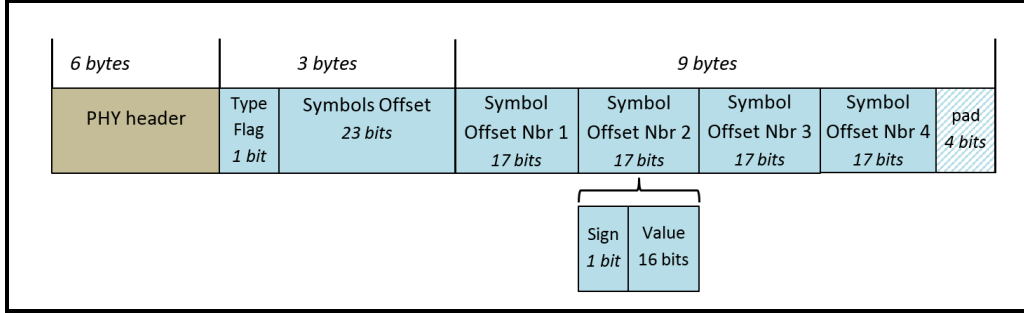 6 bytes
3 bytes
9 bytes
PHY header
Type
Flag
1 bit
Symbols Offset
23 bits
Symbol
Offset Nbr 1
17 bits
Symbol
Offset Nbr 2
17 bits
Symbol
Offset Nbr 3
17 bits
Symbol
Offset Nbr 4
17 bits
pad
4 bits
Sign
1 bit
Value
16 bits